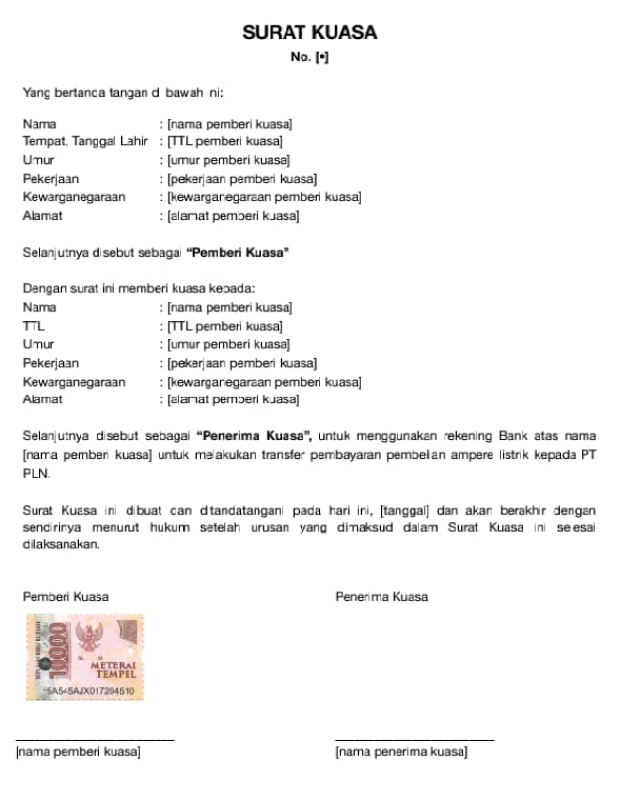 SURAT KUASA
No. [•]
Yang bertanda tangan di bawah ini:
Nama : [nama pemberi kuasa]
Tempat, Tanggal Lahir : [TTL pemberi kuasa]
Umur : [umur pemberi kuasa]
Pekerjaan : [pekerjaan pemberi kuasa]
Kewarganegaraan : [kewarganegaraan pemberi kuasa]
Alamat : [alamat pemberi kuasa]
Selanjutnya disebut sebagai “Pemberi Kuasa”
Dengan surat ini memberi kuasa kepada:
Nama : [nama pemberi kuasa]
TTL : [TTL pemberi kuasa]
Umur : [umur pemberi kuasa]
Pekerjaan : [pekerjaan pemberi kuasa]
Kewarganegaraan : [kewarganegaraan pemberi kuasa]
Alamat : [alamat pemberi kuasa]
Selanjutnya disebut sebagai “Penerima Kuasa”, untuk menggunakan rekening Bank atas nama
[nama pemberi kuasa] untuk melakukan transfer pembayaran pembelian ampere listrik kepada PT
PLN.
Surat Kuasa ini dibuat dan ditandatangani pada hari ini, [tanggal] dan akan berakhir dengan
sendirinya menurut hukum setelah urusan yang dimaksud dalam Surat Kuasa ini selesai
dilaksanakan.
Pemberi Kuasa
Penerima Kuasa
10000
METERAI
TEMPEL
[nama pemberi kuasa]
[nama penerima kuasa]